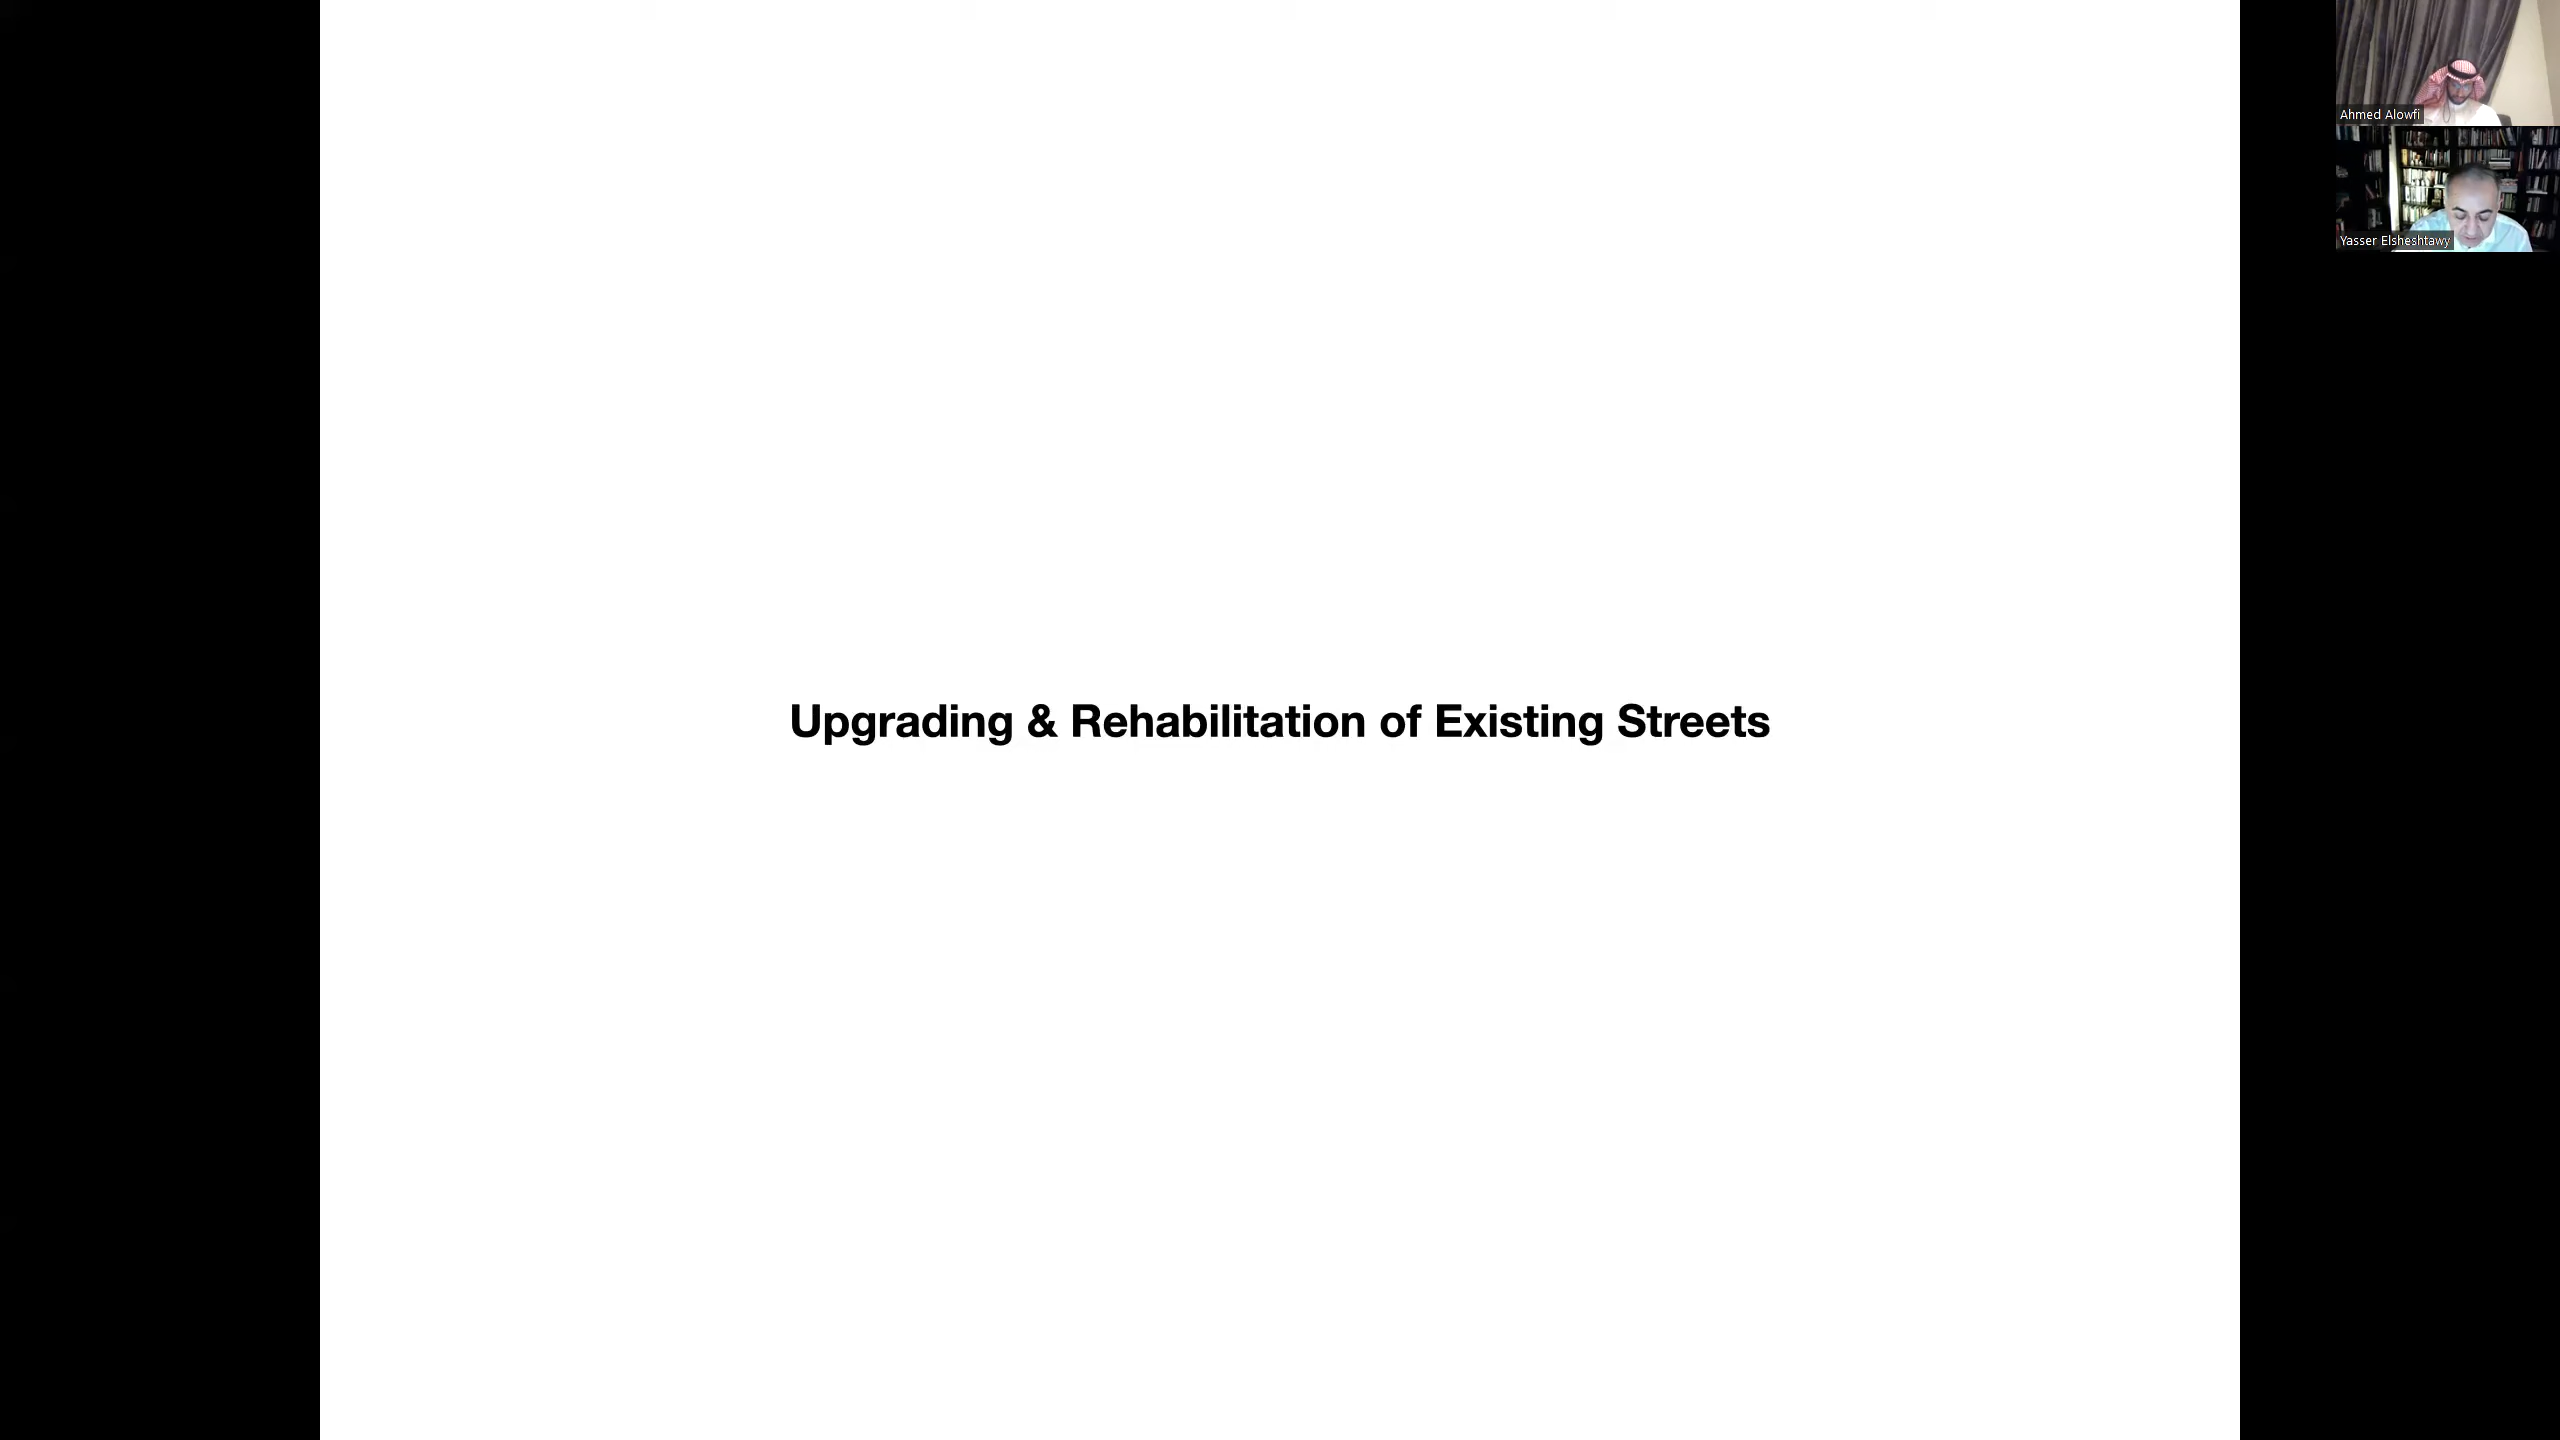 Upgrading & Rehabilitation of Existing Streets
Ahmed Alowfi
Yasser Elsheshtawy